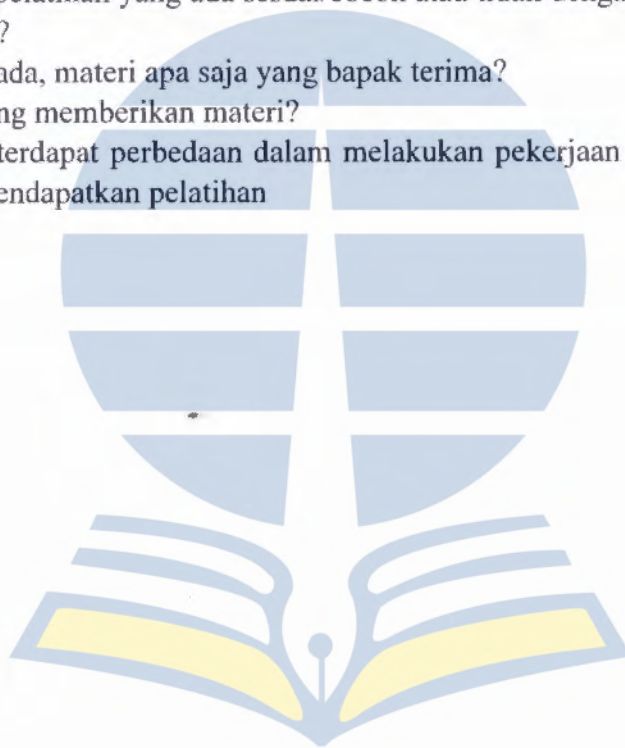 ?
ada, materi apa saja yang bapak terima?
ng memberikan materi?
terdapat perbedaan dalam melakukan pekerjaan
endapatkan pelatihan